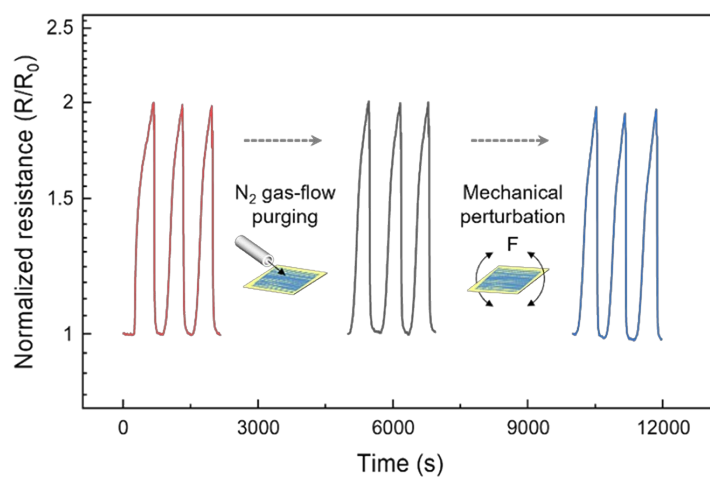 2.5
2
1.5
1
Normalized resistance (R/R₀)
N₂ gas-flow
purging
Mechanical
perturbation
F
0 3000 6000 9000 12000
Time (s)